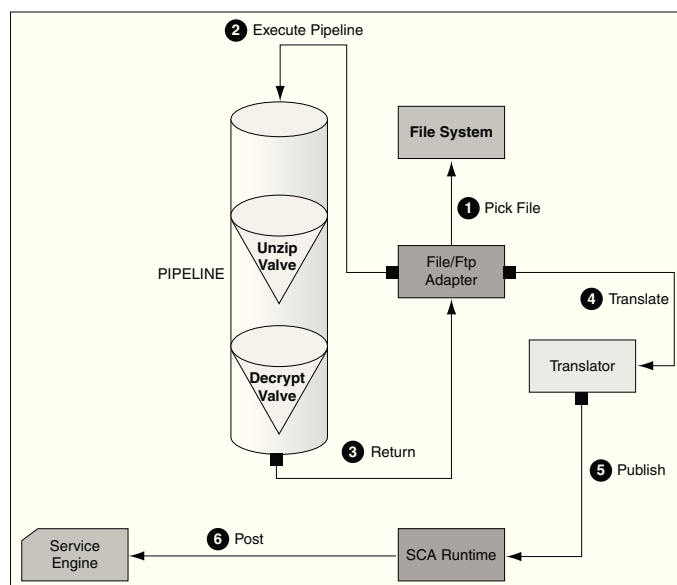 2 Execute Pipeline
File System
1 Pick File
Unzip
Valve
PIPELINE
File/Ftp
Adapter
4 Translate
Translator
Decrypt
Valve
3 Return
5 Publish
6 Post
Service
Engine
SCA Runtime